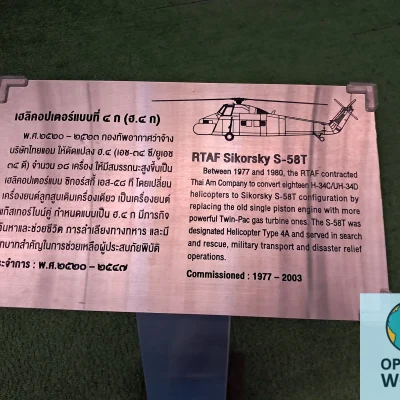 เฮลิคอปเตอร์แบบที่ ๔ ก (ฮ.๔ ก)
พ.ศ.๒๕๒๐ – ๒๕๒๓ กองทัพอากาศว่าจ้าง
บริษัทไทยแอม ให้ดัดแปลง ฮ.๔ (เอช-๓๔ ซี/ยูเอช
๓๔ ดี) จำนวน ๑๘ เครื่อง ให้มีสมรรถนะสูงขึ้นเป็น
เฮลิคอปเตอร์แบบ ซิกอร์สกี้ เอส-๕๘ ที โดยเปลี่ยน
เครื่องยนต์ลูกสูบเดิมเครื่องเดียว เป็นเครื่องยนต์
กำหนดแบบเป็น ฮ.๔ ก มีภารกิจ
ค้นหาและช่วยชีวิต การลำเลียงทางทหาร และมี
บทบาทสำคัญในการช่วยเหลือผู้ประสบภัยพิบัติ
ประจำการ : พ.ศ.๒๕๒๐ – ๒๕๔๗
RTAF Sikorsky S-58T
Between 1977 and 1980, the RTAF contracted
Thai Am Company to convert eighteen H-34C/UH-34D
helicopters to Sikorsky S-58T configuration by
replacing the old single piston engine with more
powerful Twin-Pac gas turbine ones. The S-58T was
designated Helicopter Type 4A and served in search
and rescue, military transport and disaster relief
operations.
Commissioned : 1977 – 2003
OP
W